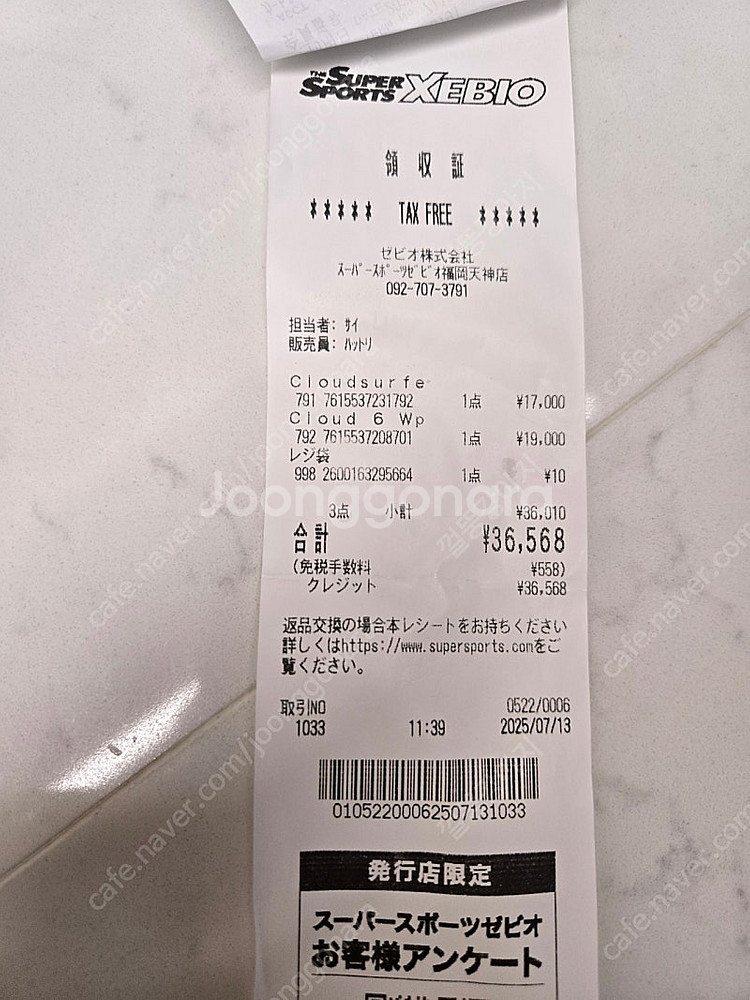 THE SUPER SPORTS XEBIO
領 収 証
***** TAX FREE *****
ゼビオ株式会社
スーパースポーツゼビオ福岡天神店
092-707-3791
担当者: サイ
販売員: ハットリ
Cloudsurfe
791 7615537231792 1点 ¥17,000
Cloud 6 Wp
792 7615537208701 1点 ¥19,000
レジ袋
998 2600163295664 1点 ¥10
3点 小計 ¥36,010
合計 ¥36,568
(免税手数料 ¥558)
クレジット ¥36,568
返品交換の場合本レシートをお持ちください
詳しくはhttps://www.supersports.comをご
覧ください。
取引NO 0522/0006
1033 11:39 2025/07/13
01052200062507131033
発行店限定
スーパースポーツゼビオ
お客様アンケート
Joonggonara
cafe.naver.com/joonggonara